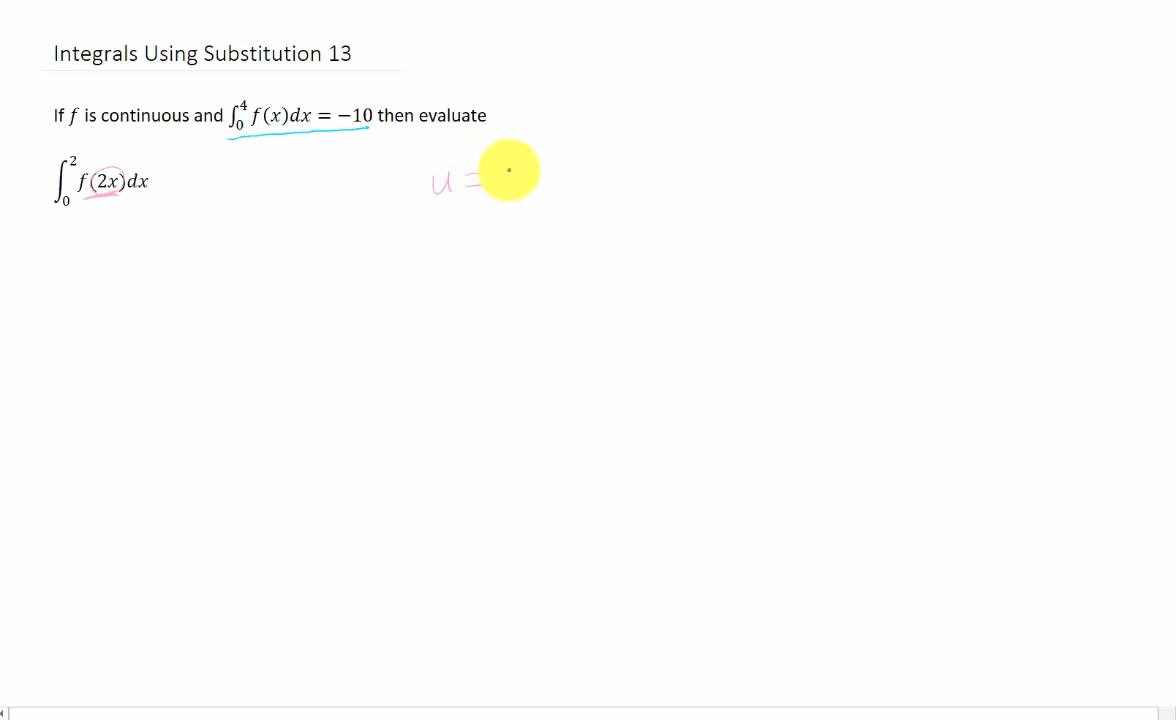 Integrals Using Substitution 13
If f is continuous and ∫₀⁴ f(x)dx = −10 then evaluate
∫₀² f(2x)dx
u =